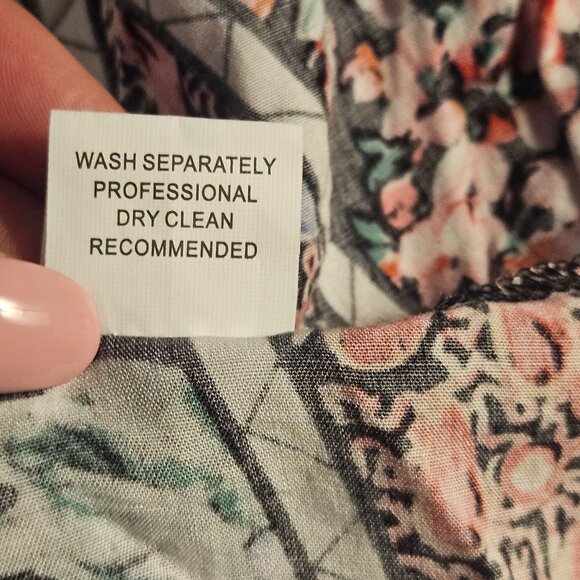 WASH SEPARATELY
PROFESSIONAL
DRY CLEAN
RECOMMENDED